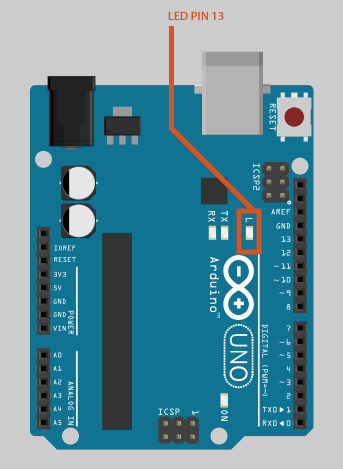 LED PIN 13
RESET
ICSP2
L
TX
RX
AREF
GND
13
12
~11
~10
~9
8
7
~6
~5
4
~3
2
TXD▶1
RXD◀0
DIGITAL (PWM=~)
Arduino™
UNO
ON
IOREF
RESET
3V3
5V
GND
GND
VIN
POWER
A0
A1
A2
A3
A4
A5
ANALOG IN
ICSP
1